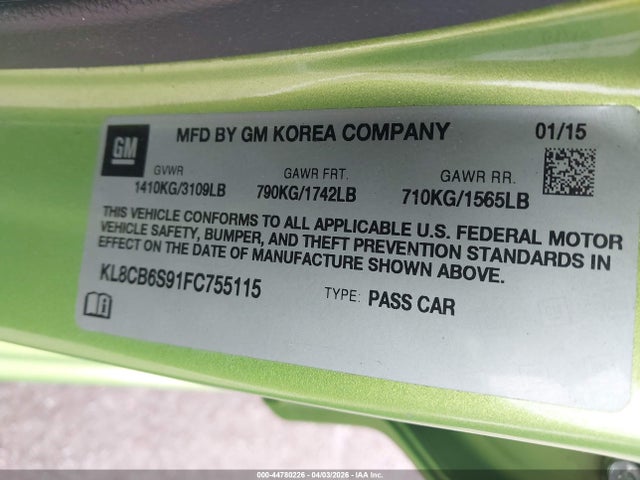 GM
MFD BY GM KOREA COMPANY 01/15
GVWR GAWR FRT. GAWR RR.
1410KG/3109LB 790KG/1742LB 710KG/1565LB
THIS VEHICLE CONFORMS TO ALL APPLICABLE U.S. FEDERAL MOTOR
VEHICLE SAFETY, BUMPER, AND THEFT PREVENTION STANDARDS IN
EFFECT ON THE DATE OF MANUFACTURE SHOWN ABOVE.
KL8CB6S91FC755115 TYPE: PASS CAR
000-44780226 - 04/03/2026 - IAA Inc.